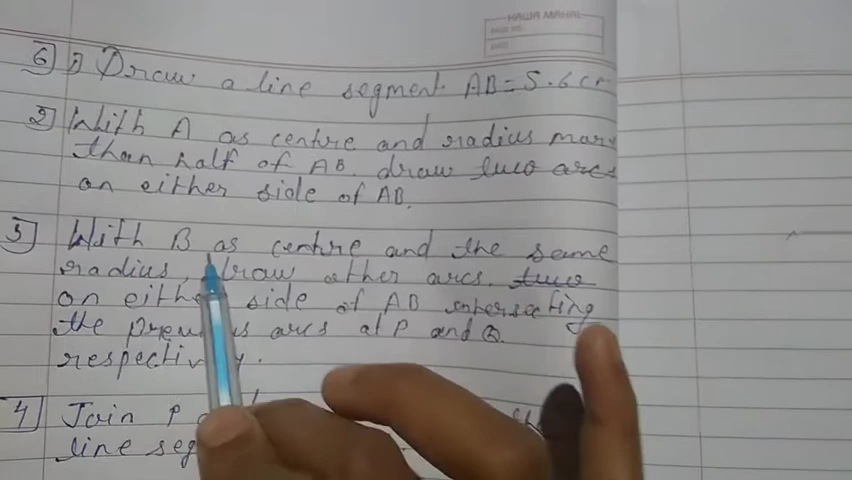 HAWA MAHAL
6 1) Draw a line segment AB=5.6 cm
2 With A as centre and radius more
than half of AB. draw two arcs
on either side of AB.
3 With B as centre and the same
radius, draw other arcs. two
on either side of AB intersecting
the previous arcs at P and Q.
respectively.
4 Join P
line seg